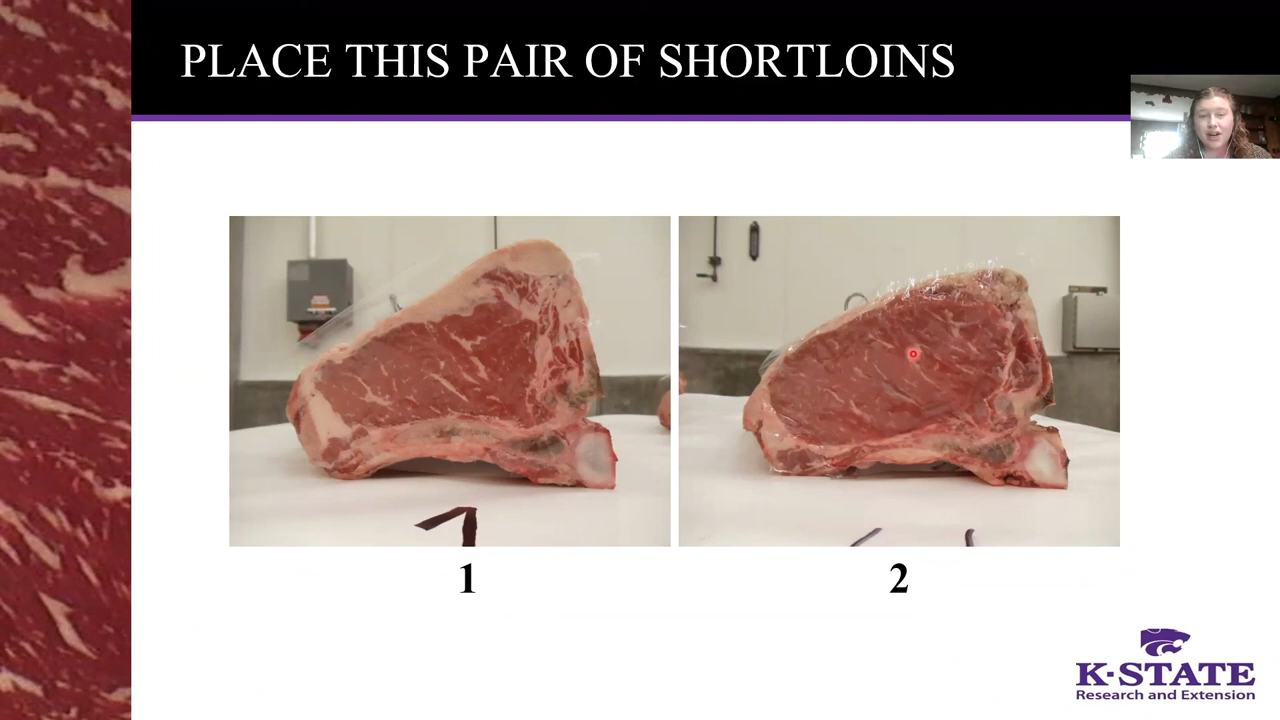 PLACE THIS PAIR OF SHORTLOINS
1
2
K-STATE
Research and Extension